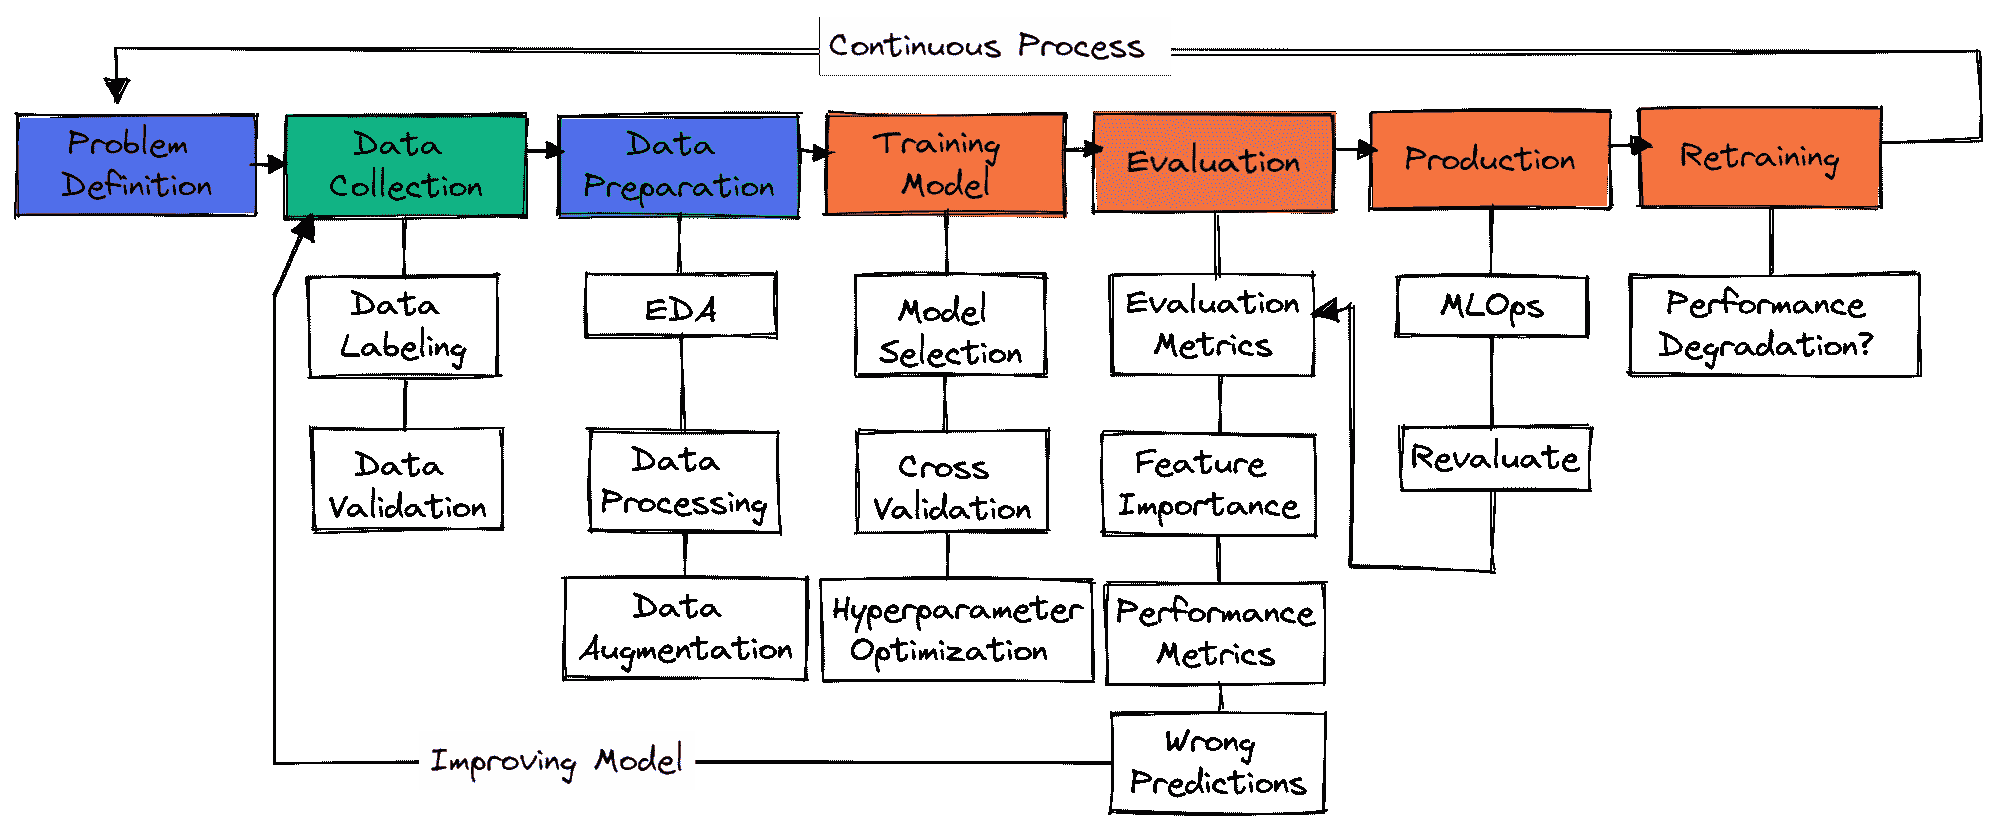 Continuous Process
Problem
Definition
Data
Collection
Data
Preparation
Training
Model
Evaluation
Production
Retraining
Data
Labeling
EDA
Model
Selection
Evaluation
Metrics
MLOps
Performance
Degradation?
Data
Validation
Data
Processing
Cross
Validation
Feature
Importance
Revaluate
Data
Augmentation
Hyperparameter
Optimization
Performance
Metrics
Improving Model
Wrong
Predictions